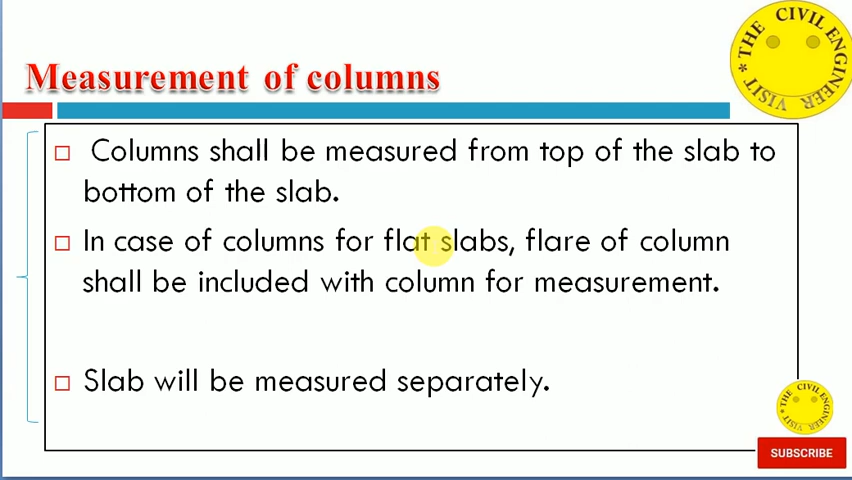 Measurement of columns
THE CIVIL ENGINEER VISIT *
Columns shall be measured from top of the slab to
bottom of the slab.
In case of columns for flat slabs, flare of column
shall be included with column for measurement.
Slab will be measured separately.
THE CIVIL ENGINEER VISIT *
SUBSCRIBE